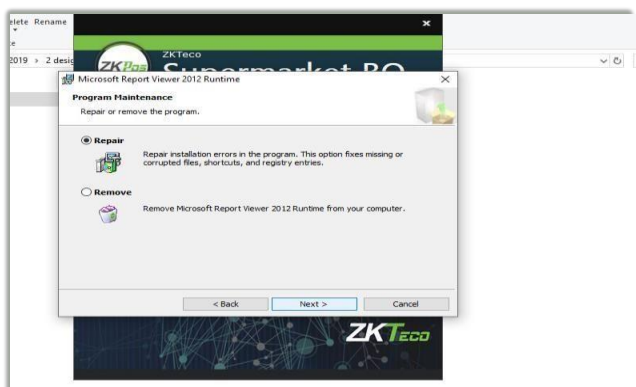 elete Rename
2019 > 2 desig
ZKTeco
ZKPos
Supermarket BO
Microsoft Report Viewer 2012 Runtime
Program Maintenance
Repair or remove the program.
Repair
Repair installation errors in the program. This option fixes missing or
corrupted files, shortcuts, and registry entries.
Remove
Remove Microsoft Report Viewer 2012 Runtime from your computer.
< Back
Next >
Cancel
ZKTeco